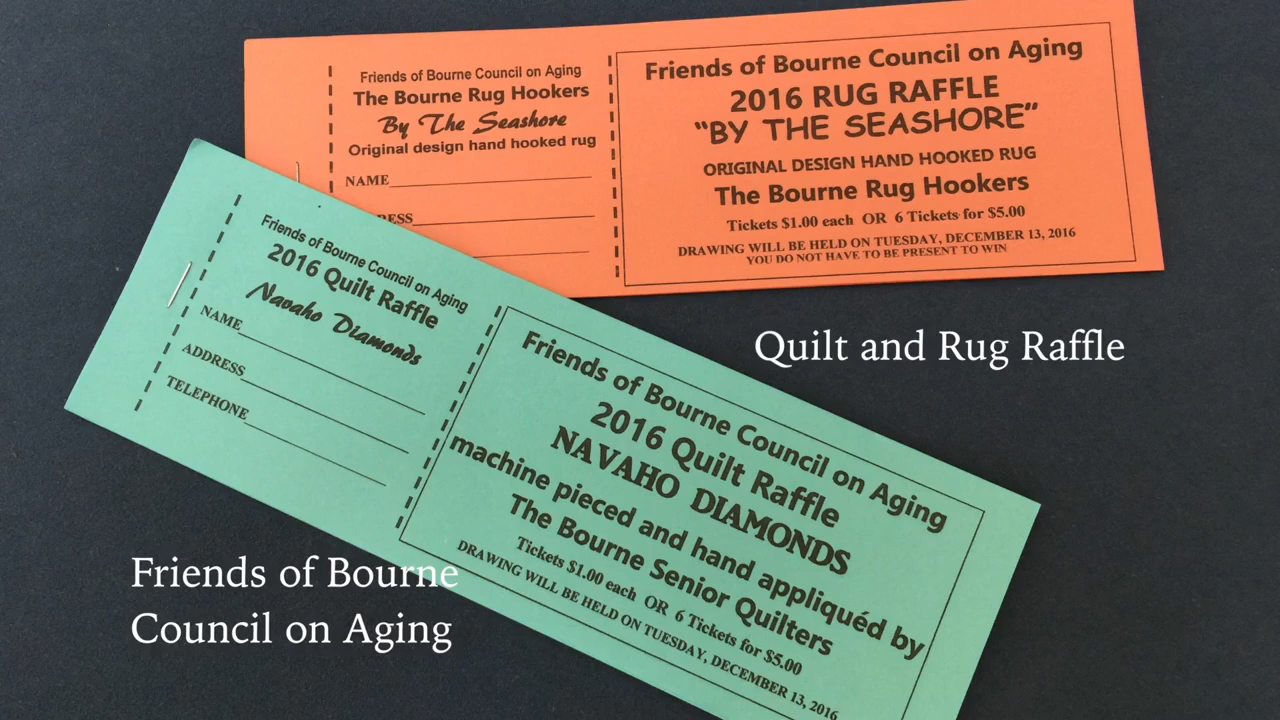 Friends of Bourne Council on Aging
The Bourne Rug Hookers
By The Seashore
Original design hand hooked rug
NAME
Friends of Bourne Council on Aging
2016 RUG RAFFLE
“BY THE SEASHORE”
ORIGINAL DESIGN HAND HOOKED RUG
The Bourne Rug Hookers
Tickets $1.00 each OR 6 Tickets for $5.00
DRAWING WILL BE HELD ON TUESDAY, DECEMBER 13, 2016
YOU DO NOT HAVE TO BE PRESENT TO WIN
Quilt and Rug Raffle
Friends of Bourne Council on Aging
2016 Quilt Raffle
Navaho Diamonds
NAME
ADDRESS
TELEPHONE
Friends of Bourne Council on Aging
2016 Quilt Raffle
NAVAHO DIAMONDS
machine pieced and hand appliquéd by
The Bourne Senior Quilters
Tickets $1.00 each OR 6 Tickets for $5.00
DRAWING WILL BE HELD ON TUESDAY, DECEMBER 13, 2016
Friends of Bourne
Council on Aging